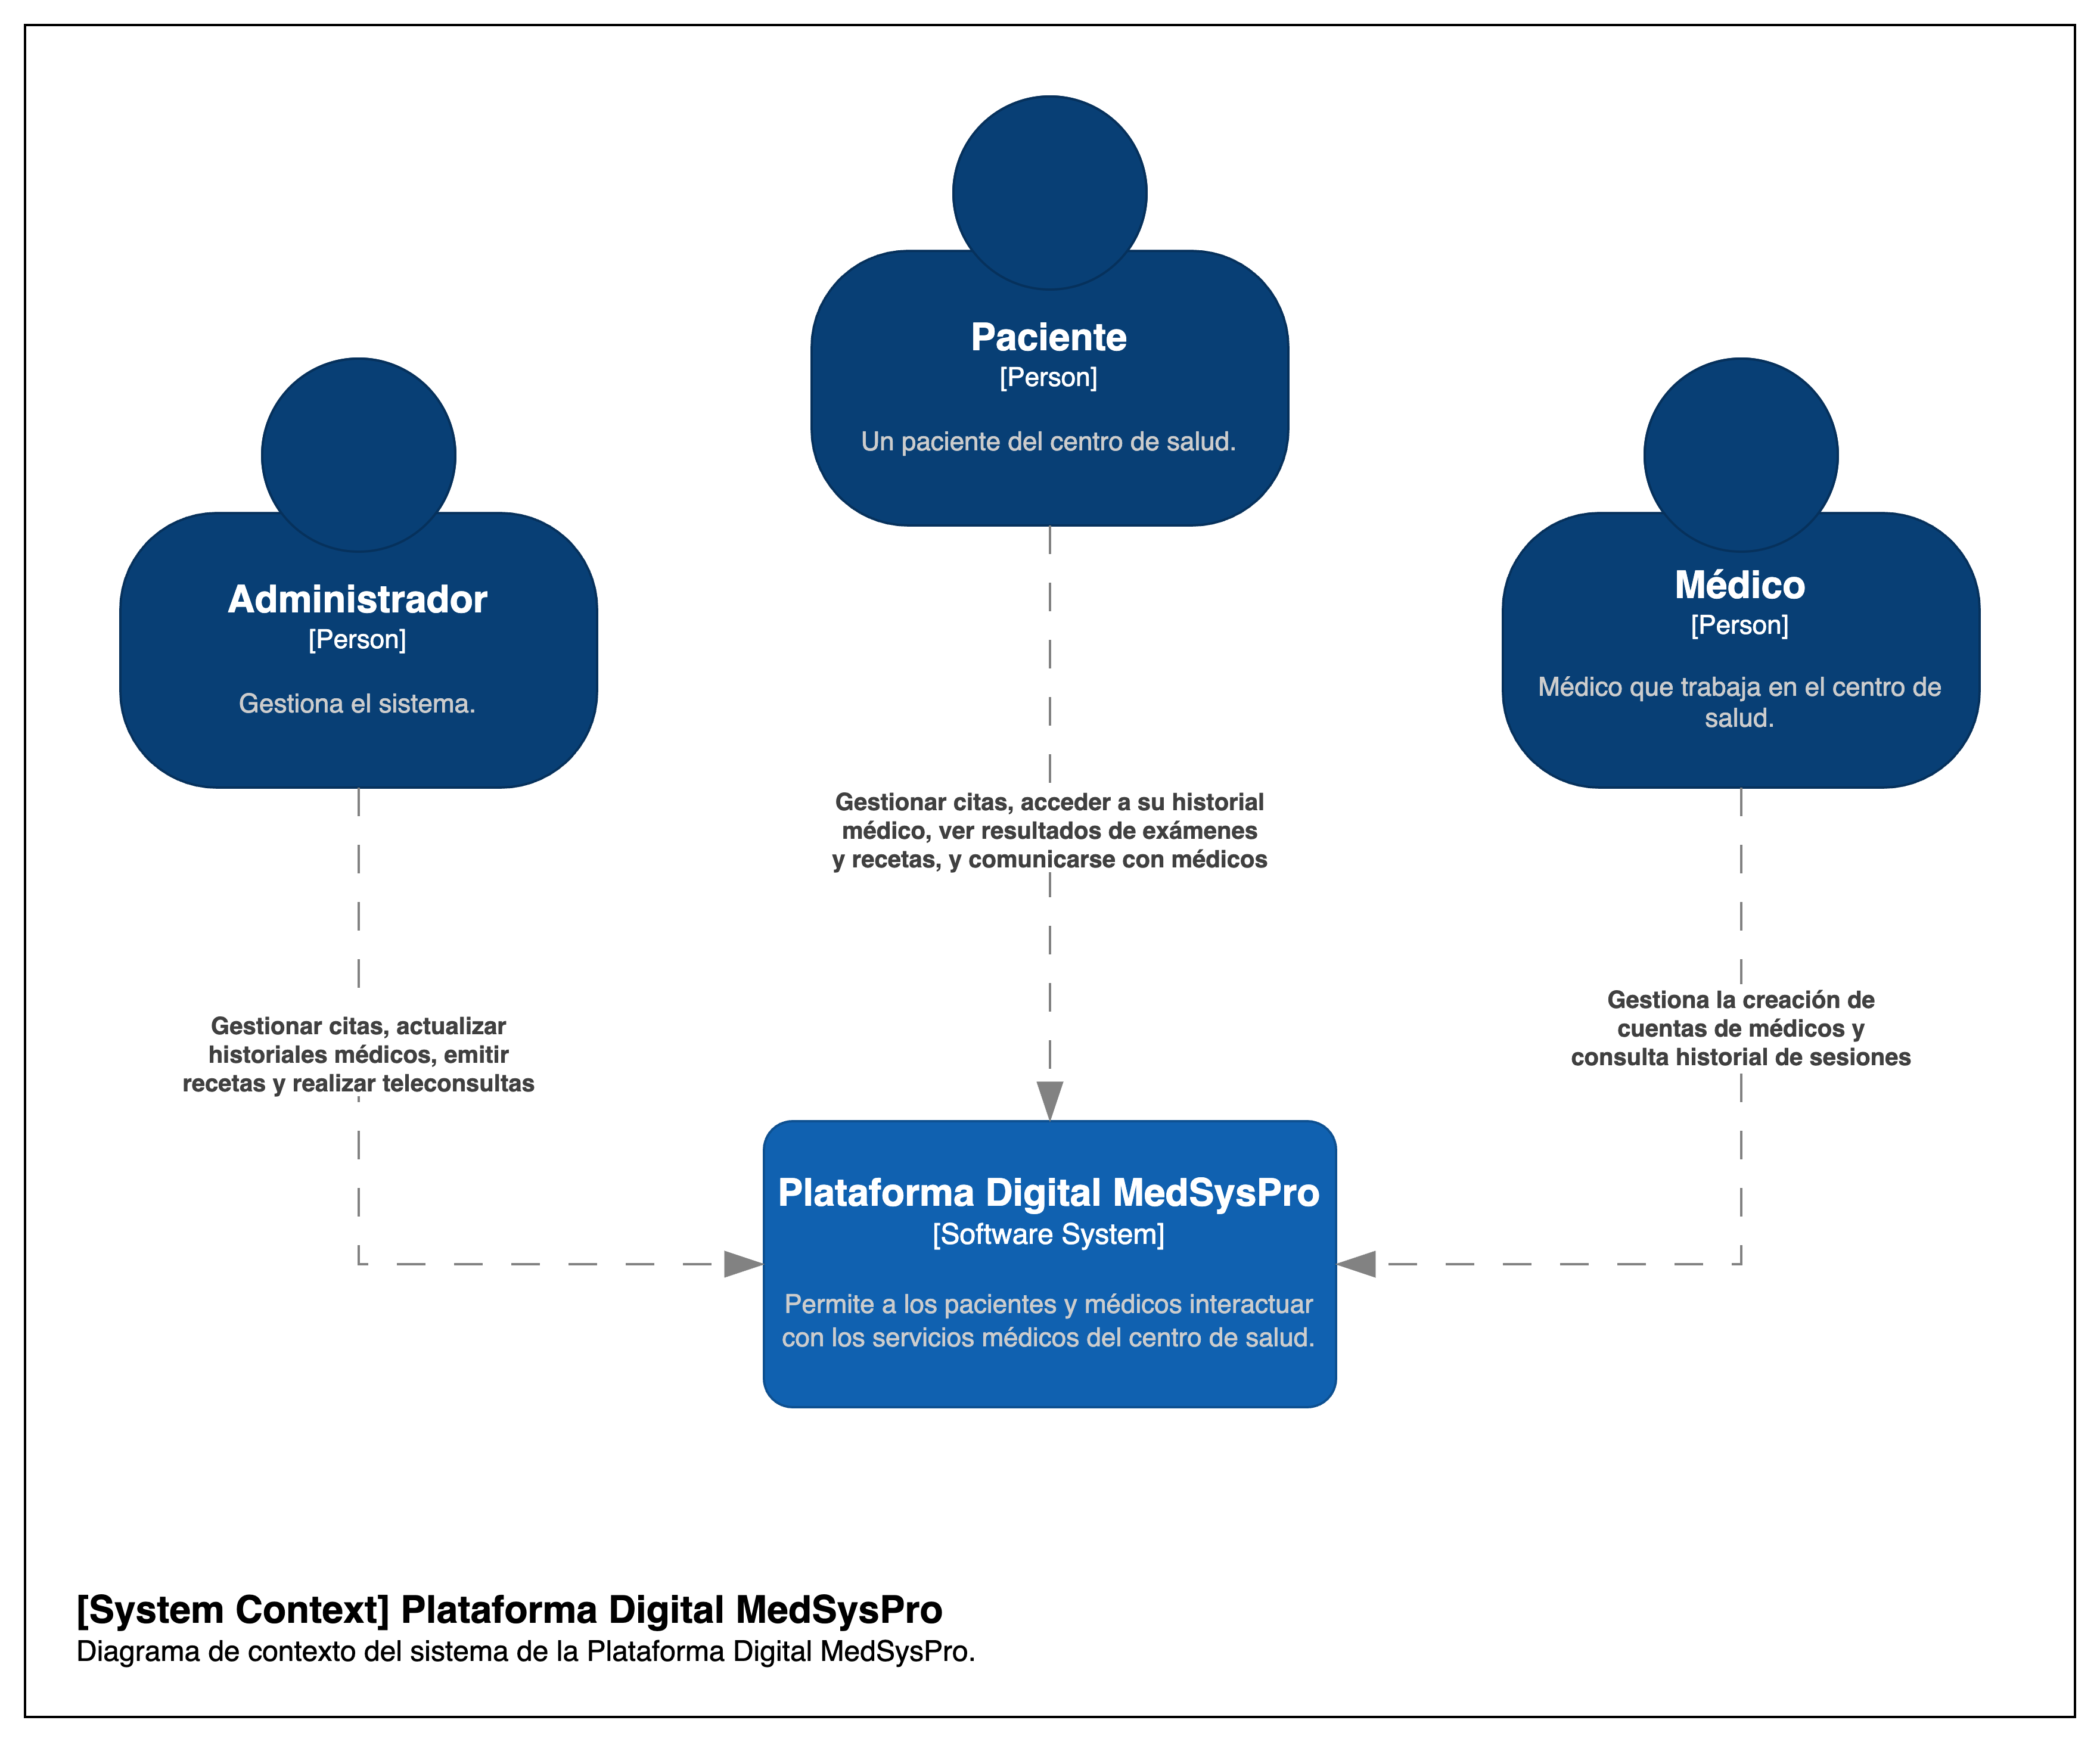 Paciente
[Person]
Un paciente del centro de salud.
Administrador
[Person]
Gestiona el sistema.
Médico
[Person]
Médico que trabaja en el centro de
salud.
Gestionar citas, acceder a su historial
médico, ver resultados de exámenes
y recetas, y comunicarse con médicos
Gestionar citas, actualizar
historiales médicos, emitir
recetas y realizar teleconsultas
Gestiona la creación de
cuentas de médicos y
consulta historial de sesiones
Plataforma Digital MedSysPro
[Software System]
Permite a los pacientes y médicos interactuar
con los servicios médicos del centro de salud.
[System Context] Plataforma Digital MedSysPro
Diagrama de contexto del sistema de la Plataforma Digital MedSysPro.